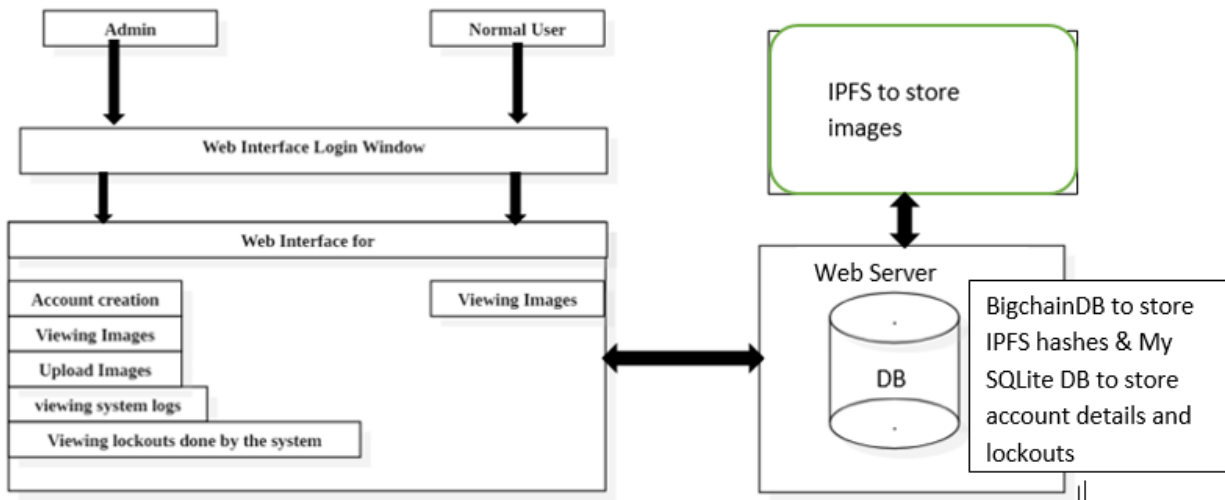 Admin
Normal User
Web Interface Login Window
Web Interface for
Account creation
Viewing Images
Upload Images
viewing system logs
Viewing lockouts done by the system
Viewing Images
IPFS to store
images
Web Server
DB
BigchainDB to store
IPFS hashes & My
SQLite DB to store
account details and
lockouts